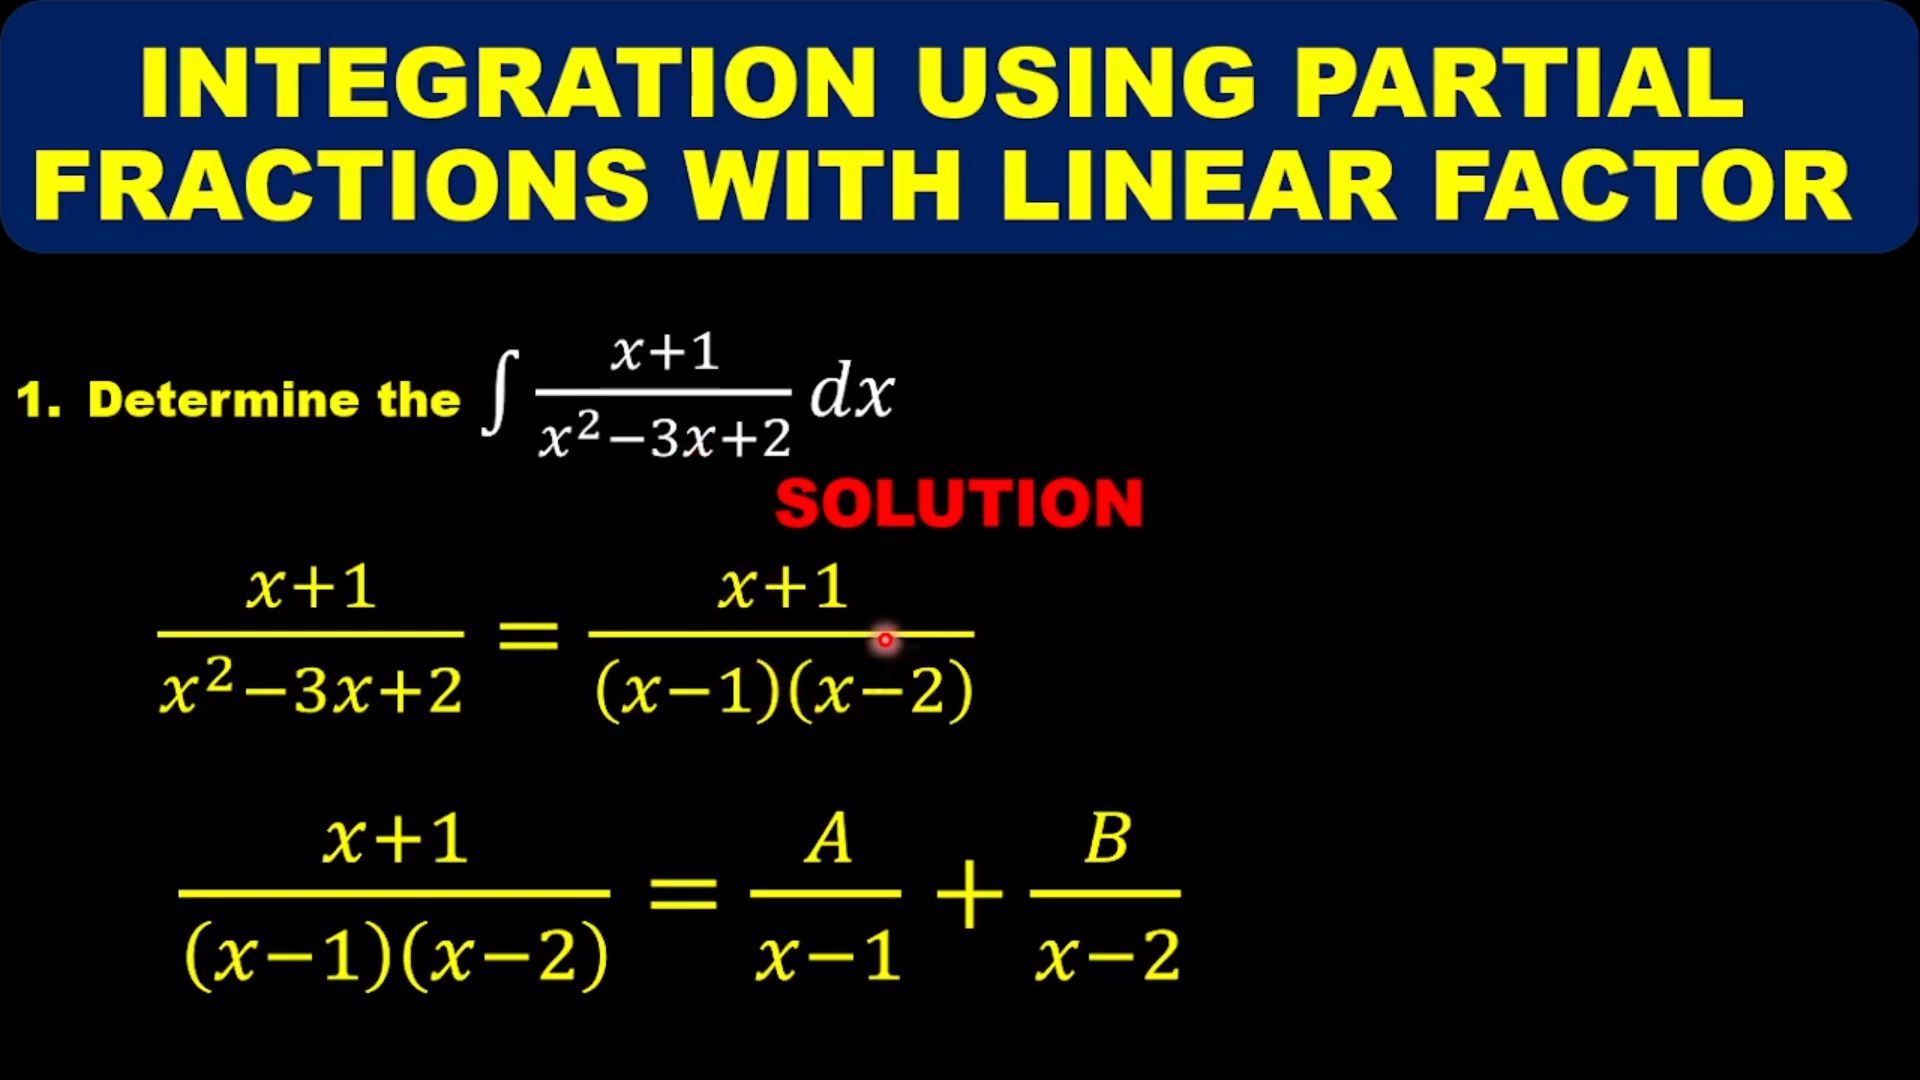 INTEGRATION USING PARTIAL
FRACTIONS WITH LINEAR FACTOR
1. Determine the ∫ (x+1)/(x²−3x+2) dx
SOLUTION
(x+1)/(x²−3x+2) = (x+1)/((x−1)(x−2))
(x+1)/((x−1)(x−2)) = A/(x−1) + B/(x−2)